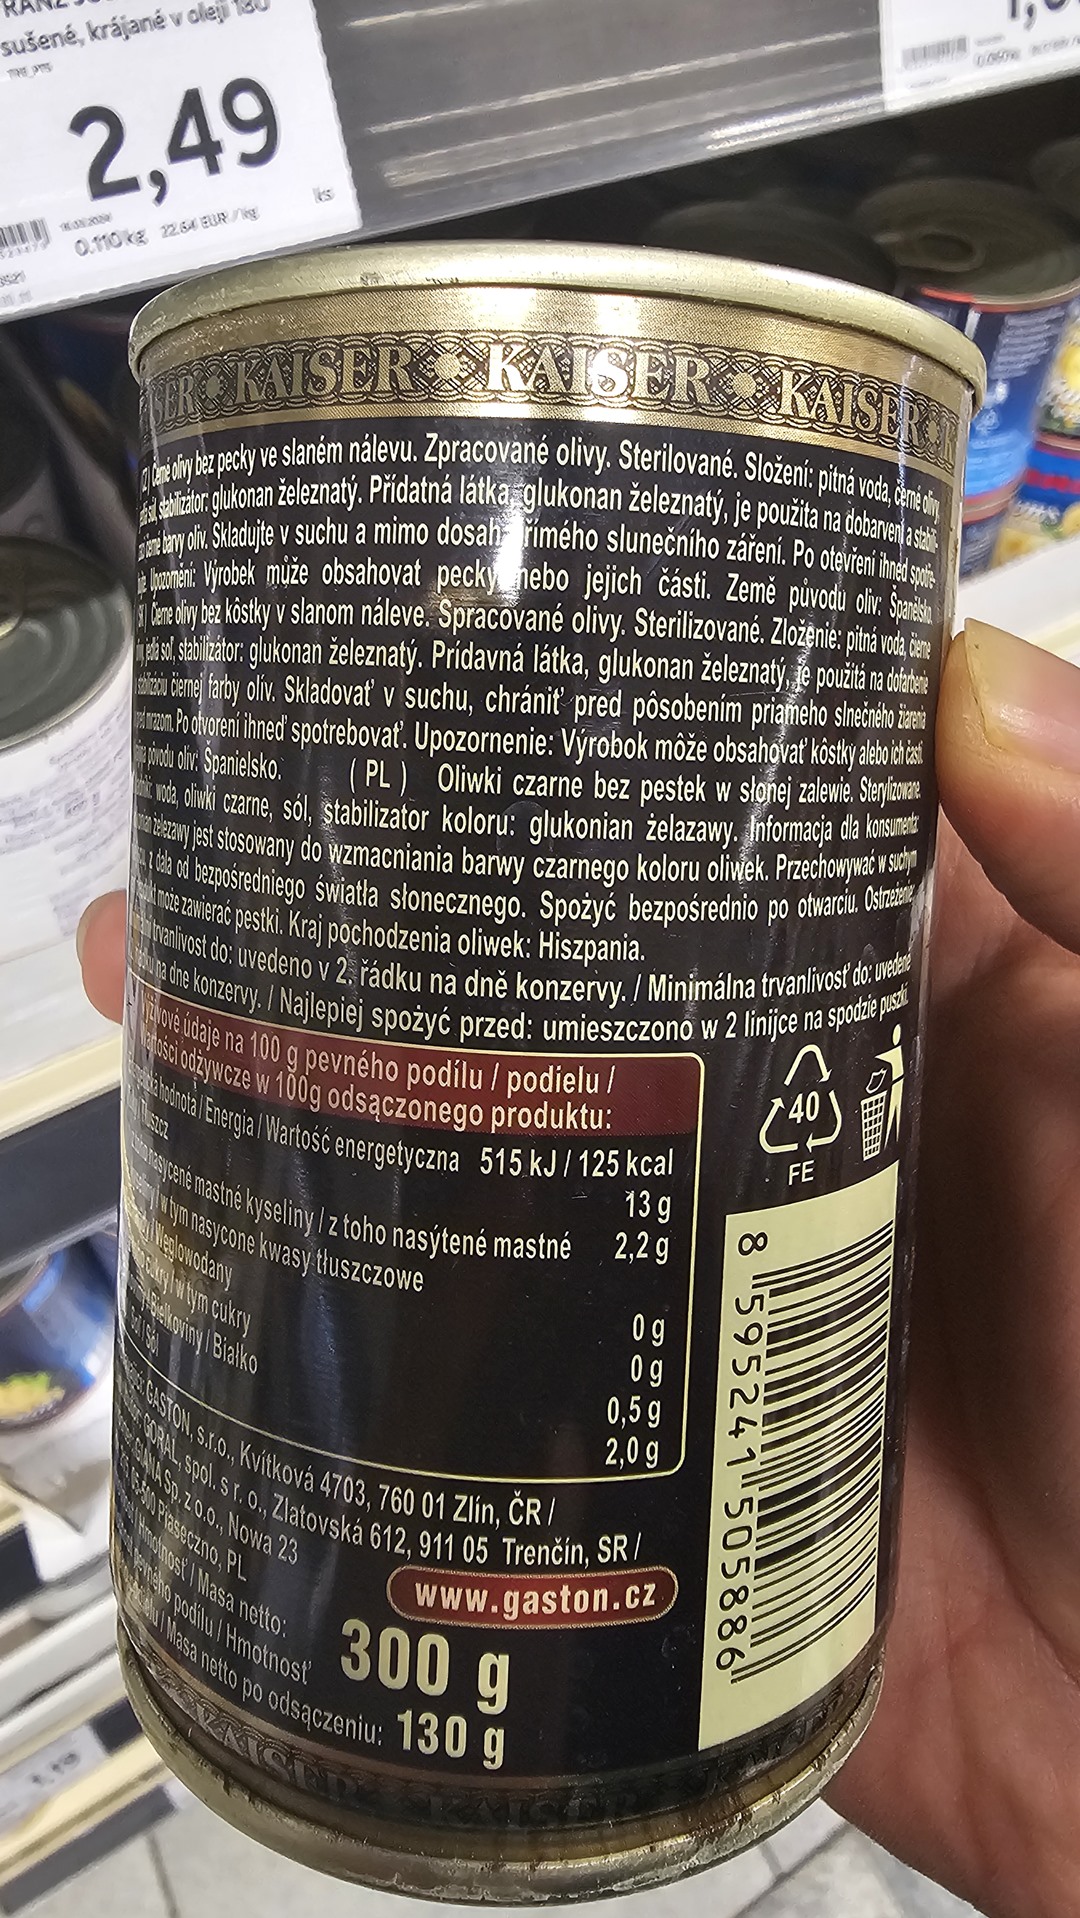 sušené, krájané v oleji 180
2,49
ks
0.110kg 22.64 EUR/kg
KAISER KAISER KAISER
Černé olivy bez pecky ve slaném nálevu. Zpracované olivy. Sterilované. Složení: pitná voda, černé olivy
stabilizátor: glukonan železnatý. Přídatná látka, glukonan železnatý, je použita na dobarvení a stabili-
černé barvy oliv. Skladujte v suchu a mimo dosah přímého slunečního záření. Po otevření ihned spotře-
Upozornění: Výrobek může obsahovat pecky nebo jejich části. Země původu oliv: Španělsko.
Čierne olivy bez kôstky v slanom náleve. Spracované olivy. Sterilizované. Zloženie: pitná voda, čierne
jedlá soľ, stabilizátor: glukonan železnatý. Prídavná látka, glukonan železnatý, je použitá na dofarbenie
stabilizáciu čiernej farby olív. Skladovať v suchu, chrániť pred pôsobením priameho slnečného žiarenia
pred mrazom. Po otvorení ihneď spotrebovať. Upozornenie: Výrobok môže obsahovať kôstky alebo ich časti.
pôvodu olív: Španielsko. (PL) Oliwki czarne bez pestek w słonej zalewie. Sterylizowane.
woda, oliwki czarne, sól, stabilizator koloru: glukonian żelazawy. Informacja dla konsumenta:
żelazawy jest stosowany do wzmacniania barwy czarnego koloru oliwek. Przechowywać w suchym
z dala od bezpośredniego światła słonecznego. Spożyć bezpośrednio po otwarciu. Ostrzeżenie:
może zawierać pestki. Kraj pochodzenia oliwek: Hiszpania.
trvanlivost do: uvedeno v 2. řádku na dně konzervy. / Minimálna trvanlivosť do: uvedené
na dne konzervy. / Najlepiej spożyć przed: umieszczono w 2 linijce na spodzie puszki.
Výživové údaje na 100 g pevného podílu / podielu /
Wartości odżywcze w 100g odsączonego produktu:
hodnota / Energia / Wartość energetyczna 515 kJ / 125 kcal
Tłuszcz 13 g
nasycené mastné kyseliny / z toho nasýtené mastné 2,2 g
w tym nasycone kwasy tłuszczowe
Węglowodany 0 g
cukry / w tym cukry 0 g
Bielkoviny / Białko 0,5 g
Sól 2,0 g
GASTON, s.r.o., Kvítková 4703, 760 01 Zlín, ČR /
GORAL, spol. s r. o., Zlatovská 612, 911 05 Trenčín, SR /
GIANA Sp. z o.o., Nowa 23
05-500 Piaseczno, PL
www.gaston.cz
Hmotnosť / Masa netto: 300 g
pevného podílu / Hmotnosť
Masa netto po odsączeniu: 130 g
40
FE
8 595241 505886
KAISER KAISER